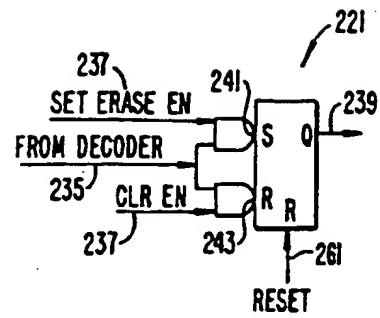 221
237
241
239
SET ERASE EN
S
Q
FROM DECODER
235
CLR EN
R
R
237
243
261
RESET